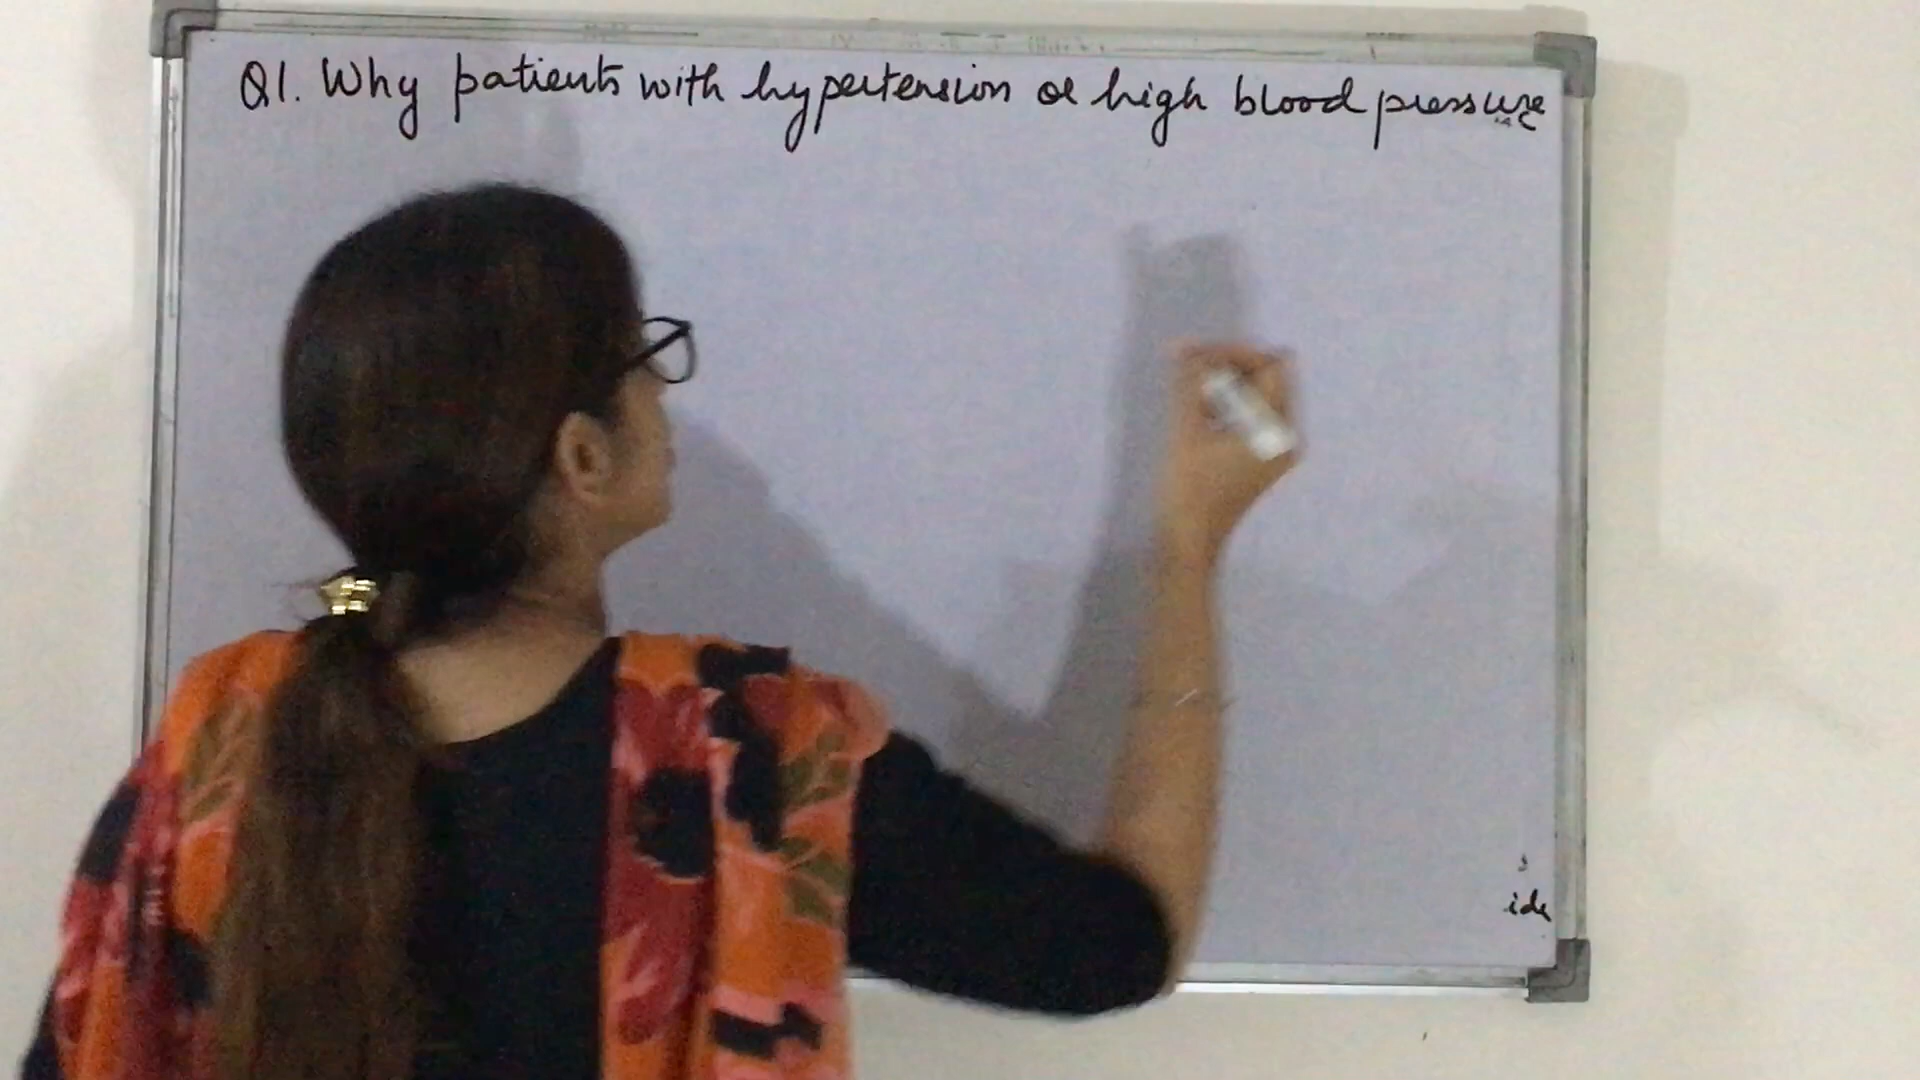 Q1. Why patients with hypertension or high blood pressure